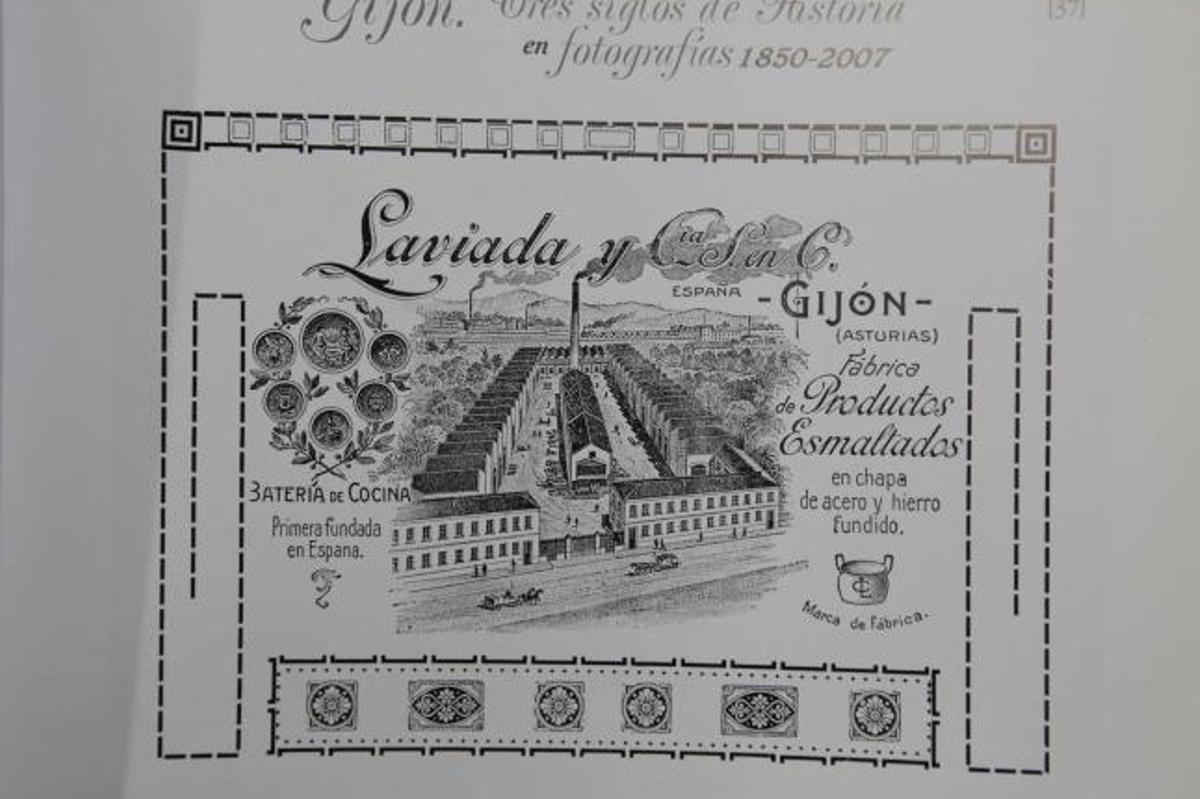 Gijón. Tres siglos de Historia
[37]
en fotografías 1850-2007
Laviada y Cía S. en C.
ESPAÑA
- GIJÓN -
(ASTURIAS)
Fábrica
de Productos
Esmaltados
en chapa
de acero y hierro
fundido.
BATERÍA DE COCINA
Primera fundada
en España.
Marca de Fábrica.